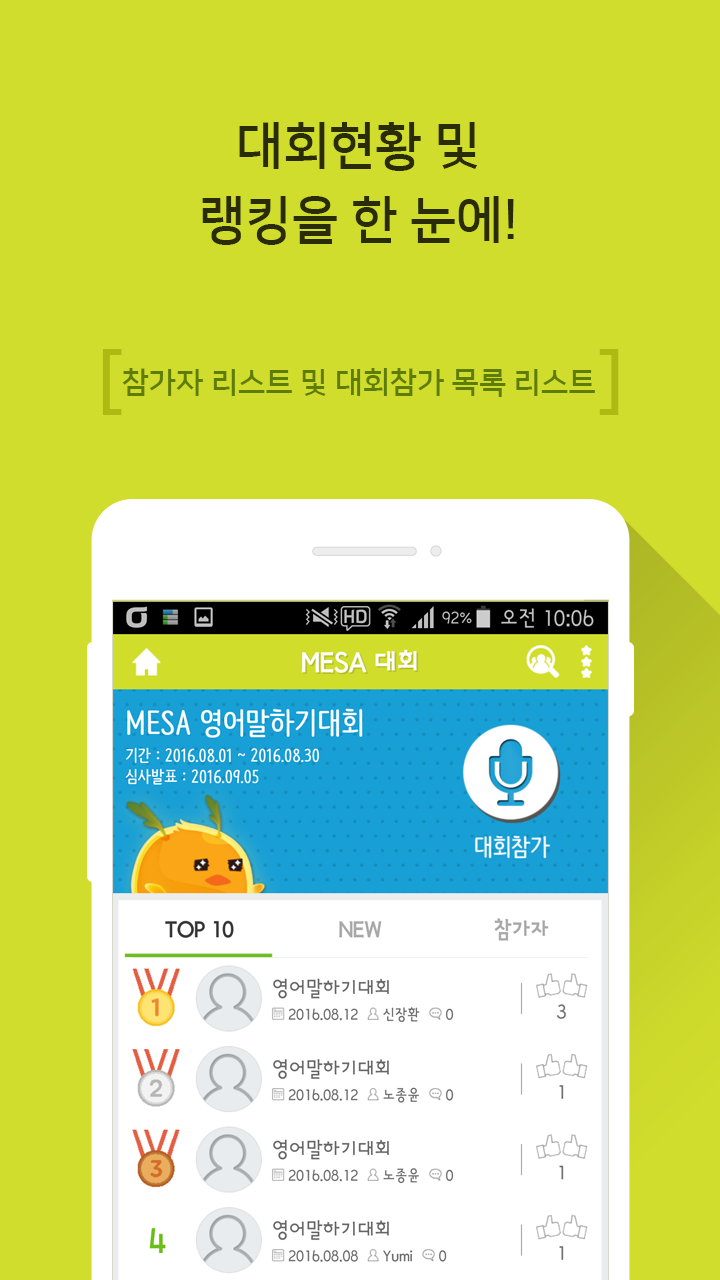 대회현황 및
랭킹을 한 눈에!
[참가자 리스트 및 대회참가 목록 리스트]
HD 92% 오전 10:06
MESA 대회
MESA 영어말하기대회
기간 : 2016.08.01 ~ 2016.08.30
심사발표 : 2016.09.05
대회참가
TOP 10 NEW 참가자
1 영어말하기대회
2016.08.12 신장환 0
3
2 영어말하기대회
2016.08.12 노종윤 0
1
3 영어말하기대회
2016.08.12 노종윤 0
1
4 영어말하기대회
2016.08.08 Yumi 0
1